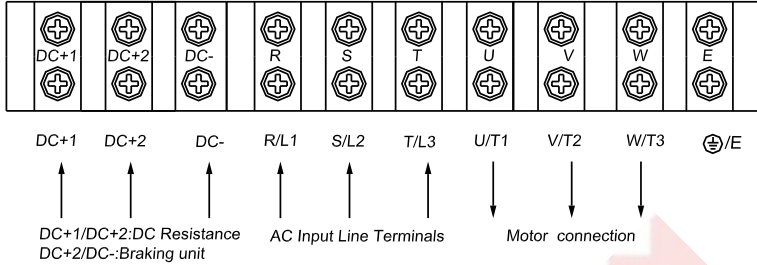 DC+1 DC+2 DC- R S T U V W E
DC+1 DC+2 DC- R/L1 S/L2 T/L3 U/T1 V/T2 W/T3 /E
DC+1/DC+2:DC Resistance AC Input Line Terminals Motor connection
DC+2/DC-:Braking unit